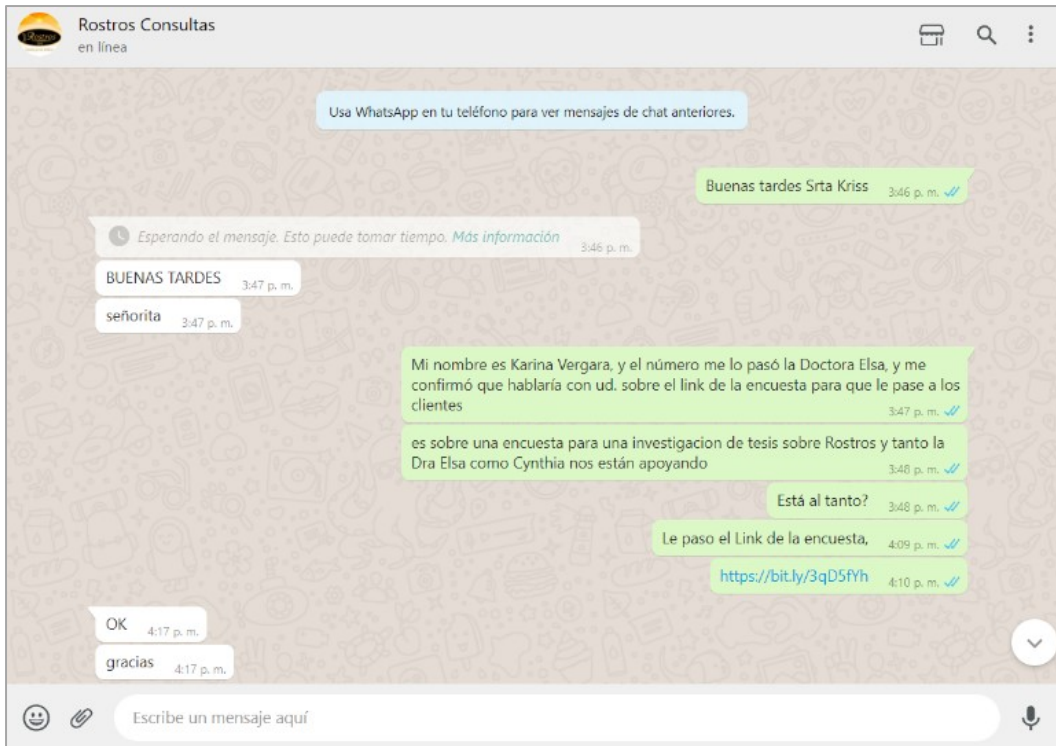 Rostros Consultas
en línea
Usa WhatsApp en tu teléfono para ver mensajes de chat anteriores.
Buenas tardes Srta Kriss 3:46 p. m.
Esperando el mensaje. Esto puede tomar tiempo. Más información 3:46 p. m.
BUENAS TARDES 3:47 p. m.
señorita 3:47 p. m.
Mi nombre es Karina Vergara, y el número me lo pasó la Doctora Elsa, y me
confirmó que hablaría con ud. sobre el link de la encuesta para que le pase a los
clientes
3:47 p. m.
es sobre una encuesta para una investigacion de tesis sobre Rostros y tanto la
Dra Elsa como Cynthia nos están apoyando
3:48 p. m.
Está al tanto? 3:48 p. m.
Le paso el Link de la encuesta, 4:09 p. m.
https://bit.ly/3qD5fYh 4:10 p. m.
OK 4:17 p. m.
gracias 4:17 p. m.
Escribe un mensaje aquí